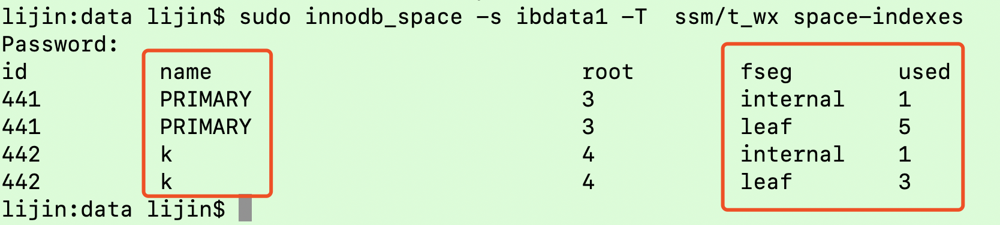 lijin:data lijin$ sudo innodb_space -s ibdata1 -T  ssm/t_wx space-indexes
Password:
id name root fseg used
441 PRIMARY 3 internal 1
441 PRIMARY 3 leaf 5
442 k 4 internal 1
442 k 4 leaf 3
lijin:data lijin$